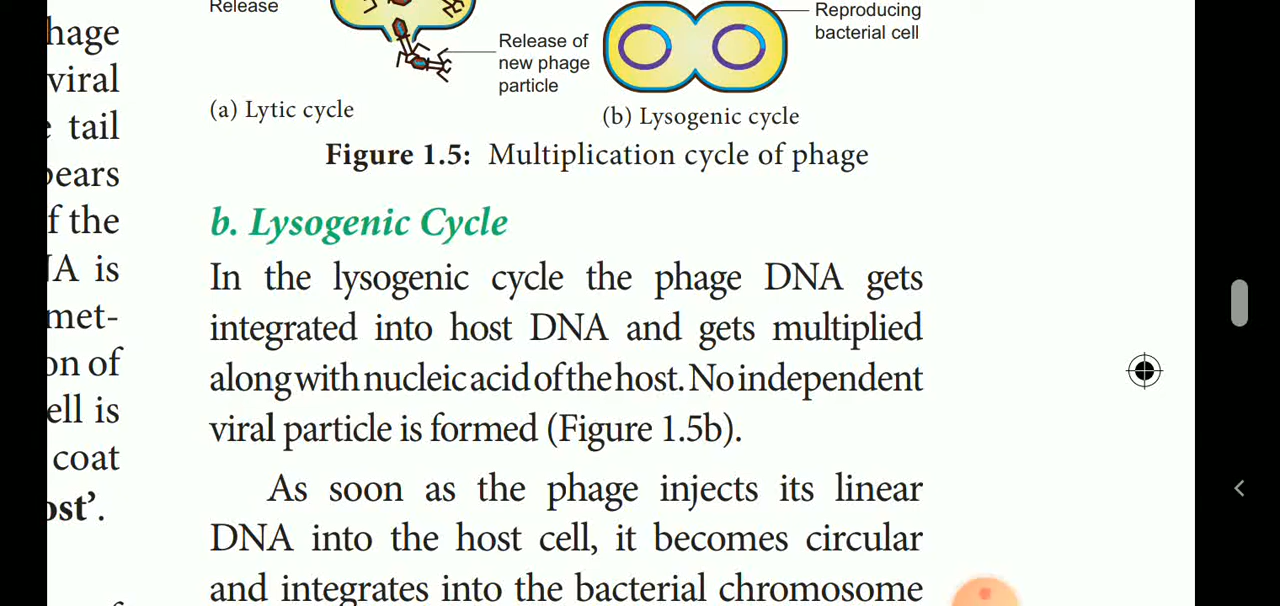 hage
viral
tail
pears
f the
A is
met-
on of
ell is
coat
ost’.
Release
Release of
new phage
particle
(a) Lytic cycle
Reproducing
bacterial cell
(b) Lysogenic cycle
Figure 1.5: Multiplication cycle of phage
b. Lysogenic Cycle
In the lysogenic cycle the phage DNA gets
integrated into host DNA and gets multiplied
along with nucleic acid of the host. No independent
viral particle is formed (Figure 1.5b).
As soon as the phage injects its linear
DNA into the host cell, it becomes circular
and integrates into the bacterial chromosome